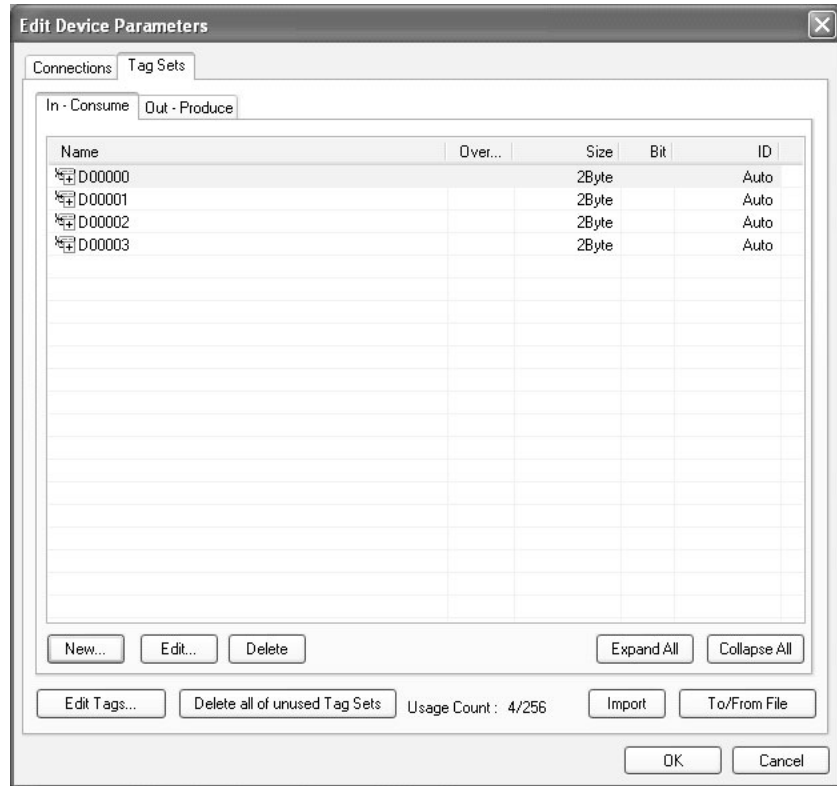 Edit Device Parameters
Connections Tag Sets
In - Consume Out - Produce
Name Over... Size Bit ID
D00000 2Byte Auto
D00001 2Byte Auto
D00002 2Byte Auto
D00003 2Byte Auto
New... Edit... Delete Expand All Collapse All
Edit Tags... Delete all of unused Tag Sets Usage Count : 4/256 Import To/From File
OK Cancel